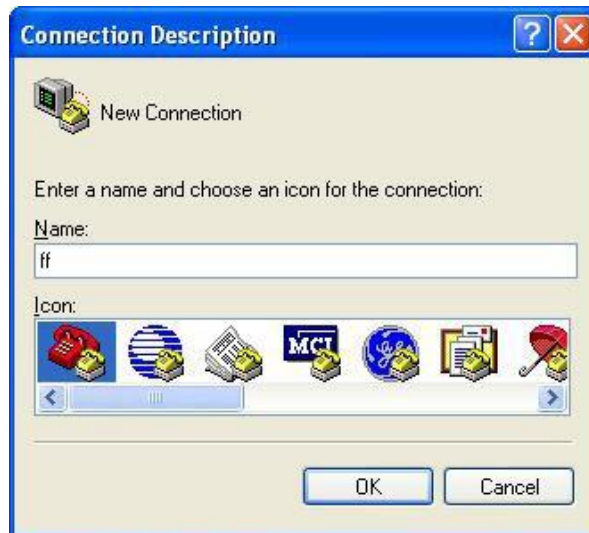 Connection Description
New Connection
Enter a name and choose an icon for the connection:
Name:
ff
Icon:
MCI
OK Cancel